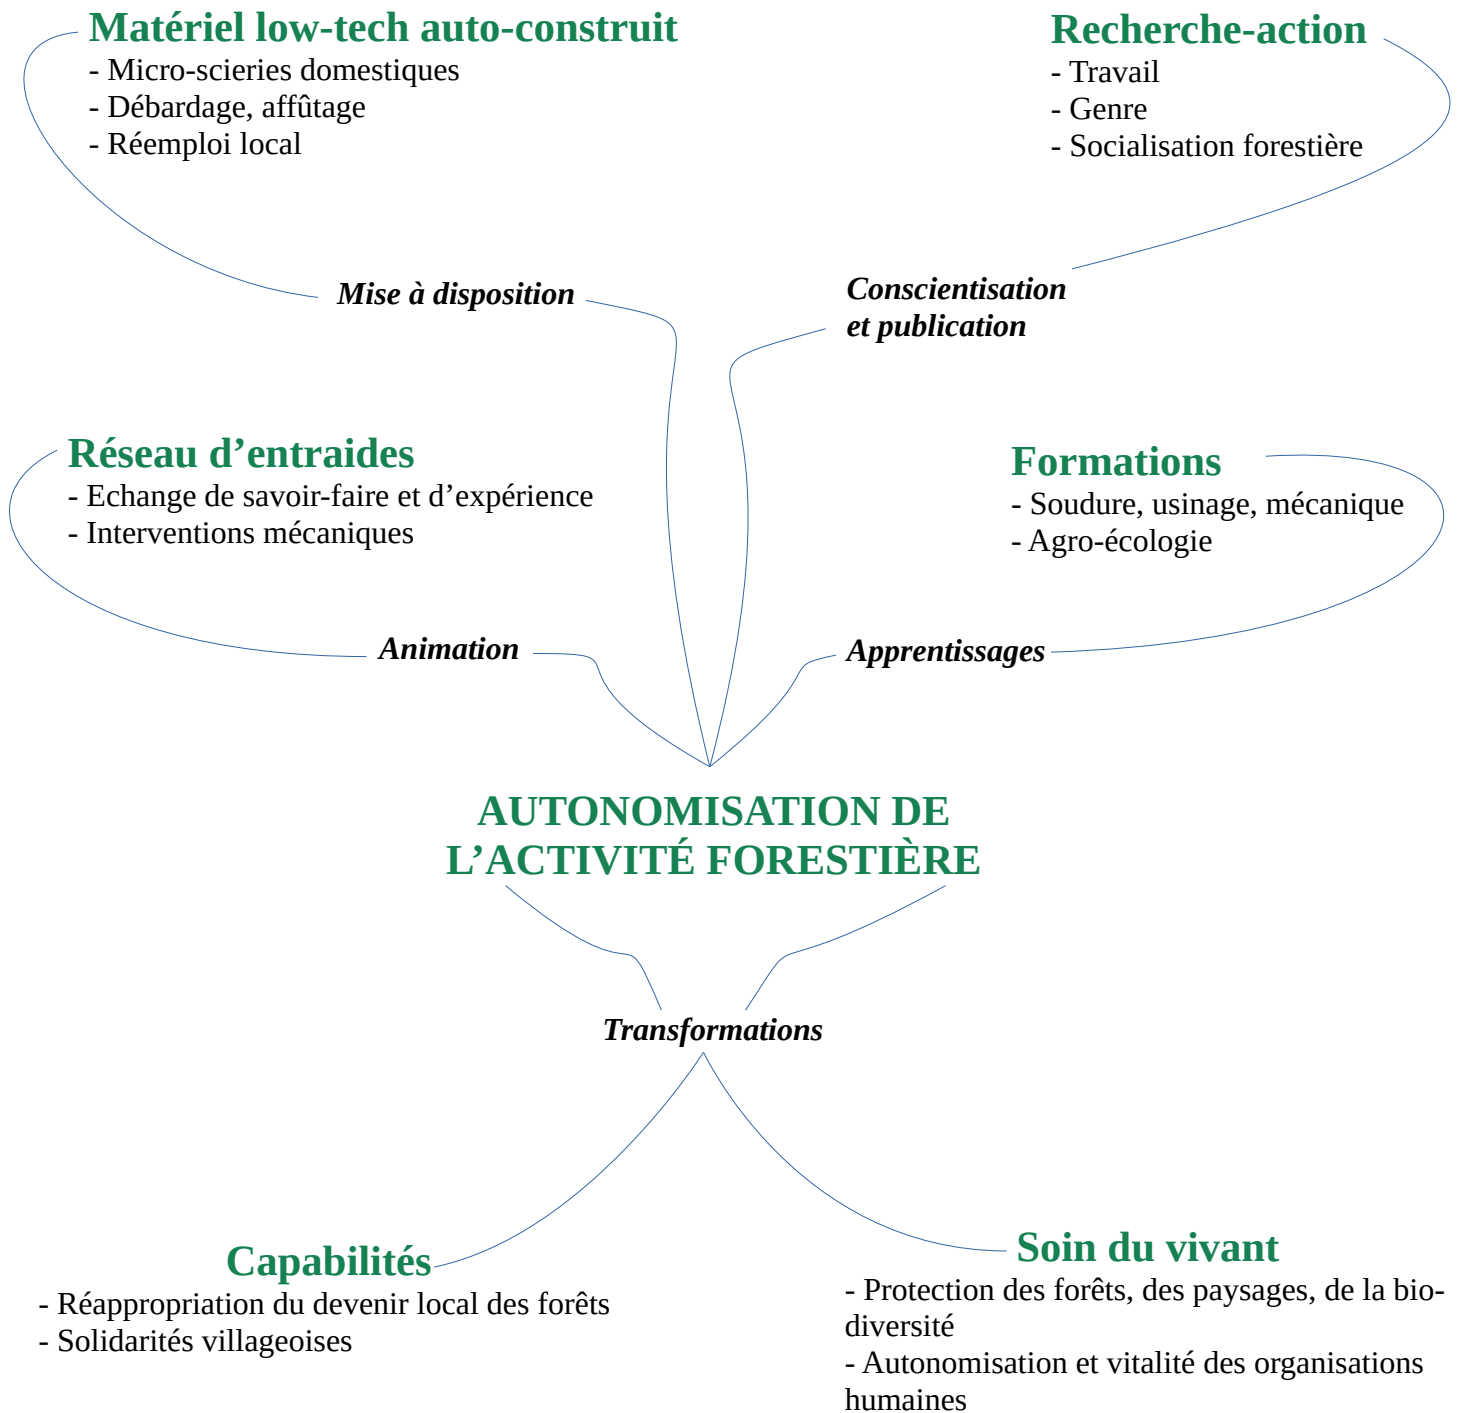 Matériel low-tech auto-construit
- Micro-scieries domestiques
- Débardage, affûtage
- Réemploi local
Recherche-action
- Travail
- Genre
- Socialisation forestière
Mise à disposition
Conscientisation
et publication
Réseau d’entraides
- Echange de savoir-faire et d’expérience
- Interventions mécaniques
Formations
- Soudure, usinage, mécanique
- Agro-écologie
Animation
Apprentissages
AUTONOMISATION DE
L’ACTIVITÉ FORESTIÈRE
Transformations
Capabilités
- Réappropriation du devenir local des forêts
- Solidarités villageoises
Soin du vivant
- Protection des forêts, des paysages, de la bio-
diversité
- Autonomisation et vitalité des organisations
humaines